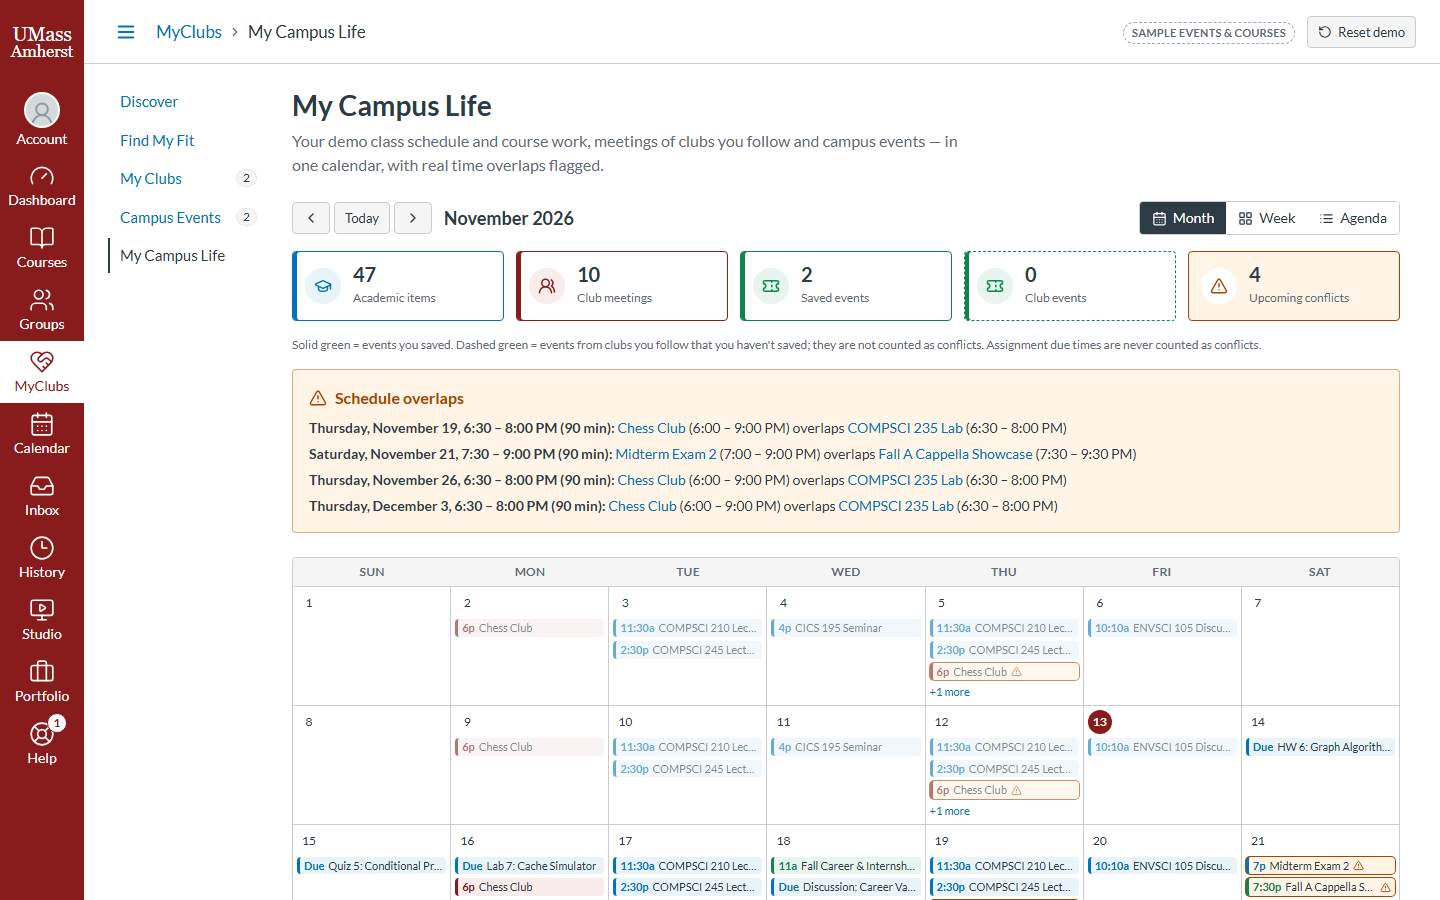 UMass
Amherst
Account
Dashboard
Courses
Groups
MyClubs
Calendar
Inbox
History
Studio
Portfolio
1
Help
MyClubs > My Campus Life
SAMPLE EVENTS & COURSES
Reset demo
Discover
Find My Fit
My Clubs 2
Campus Events 2
My Campus Life
My Campus Life
Your demo class schedule and course work, meetings of clubs you follow and campus events — in
one calendar, with real time overlaps flagged.
Today
November 2026
Month
Week
Agenda
47
Academic items
10
Club meetings
2
Saved events
0
Club events
4
Upcoming conflicts
Solid green = events you saved. Dashed green = events from clubs you follow that you haven't saved; they are not counted as conflicts. Assignment due times are never counted as conflicts.
Schedule overlaps
Thursday, November 19, 6:30 – 8:00 PM (90 min): Chess Club (6:00 – 9:00 PM) overlaps COMPSCI 235 Lab (6:30 – 8:00 PM)
Saturday, November 21, 7:30 – 9:00 PM (90 min): Midterm Exam 2 (7:00 – 9:00 PM) overlaps Fall A Cappella Showcase (7:30 – 9:30 PM)
Thursday, November 26, 6:30 – 8:00 PM (90 min): Chess Club (6:00 – 9:00 PM) overlaps COMPSCI 235 Lab (6:30 – 8:00 PM)
Thursday, December 3, 6:30 – 8:00 PM (90 min): Chess Club (6:00 – 9:00 PM) overlaps COMPSCI 235 Lab (6:30 – 8:00 PM)
SUN MON TUE WED THU FRI SAT
1
2
6p Chess Club
3
11:30a COMPSCI 210 Lec...
2:30p COMPSCI 245 Lect...
4
4p CICS 195 Seminar
5
11:30a COMPSCI 210 Lec...
2:30p COMPSCI 245 Lect...
6p Chess Club
+1 more
6
10:10a ENVSCI 105 Discu...
7
8
9
6p Chess Club
10
11:30a COMPSCI 210 Lec...
2:30p COMPSCI 245 Lect...
11
4p CICS 195 Seminar
12
11:30a COMPSCI 210 Lec...
2:30p COMPSCI 245 Lect...
6p Chess Club
+1 more
13
10:10a ENVSCI 105 Discu...
14
Due HW 6: Graph Algorith...
15
Due Quiz 5: Conditional Pr...
16
Due Lab 7: Cache Simulator
6p Chess Club
17
11:30a COMPSCI 210 Lec...
2:30p COMPSCI 245 Lect...
18
11a Fall Career & Internsh...
Due Discussion: Career Va...
19
11:30a COMPSCI 210 Lec...
2:30p COMPSCI 245 Lect...
20
10:10a ENVSCI 105 Discu...
21
7p Midterm Exam 2
7:30p Fall A Cappella S...